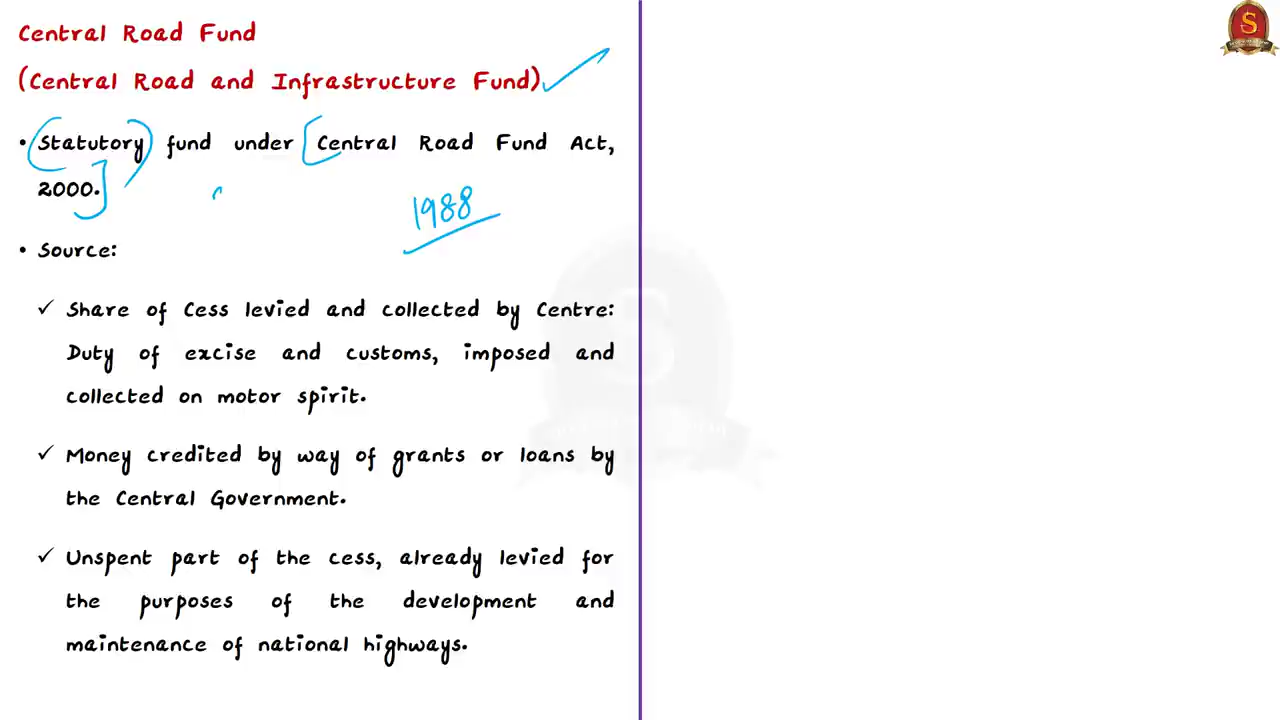 Central Road Fund
(Central Road and Infrastructure Fund)
• Statutory fund under Central Road Fund Act,
2000.
1988
• Source:
✓ Share of Cess levied and collected by Centre:
Duty of excise and customs, imposed and
collected on motor spirit.
✓ Money credited by way of grants or loans by
the Central Government.
✓ Unspent part of the cess, already levied for
the purposes of the development and
maintenance of national highways.
S